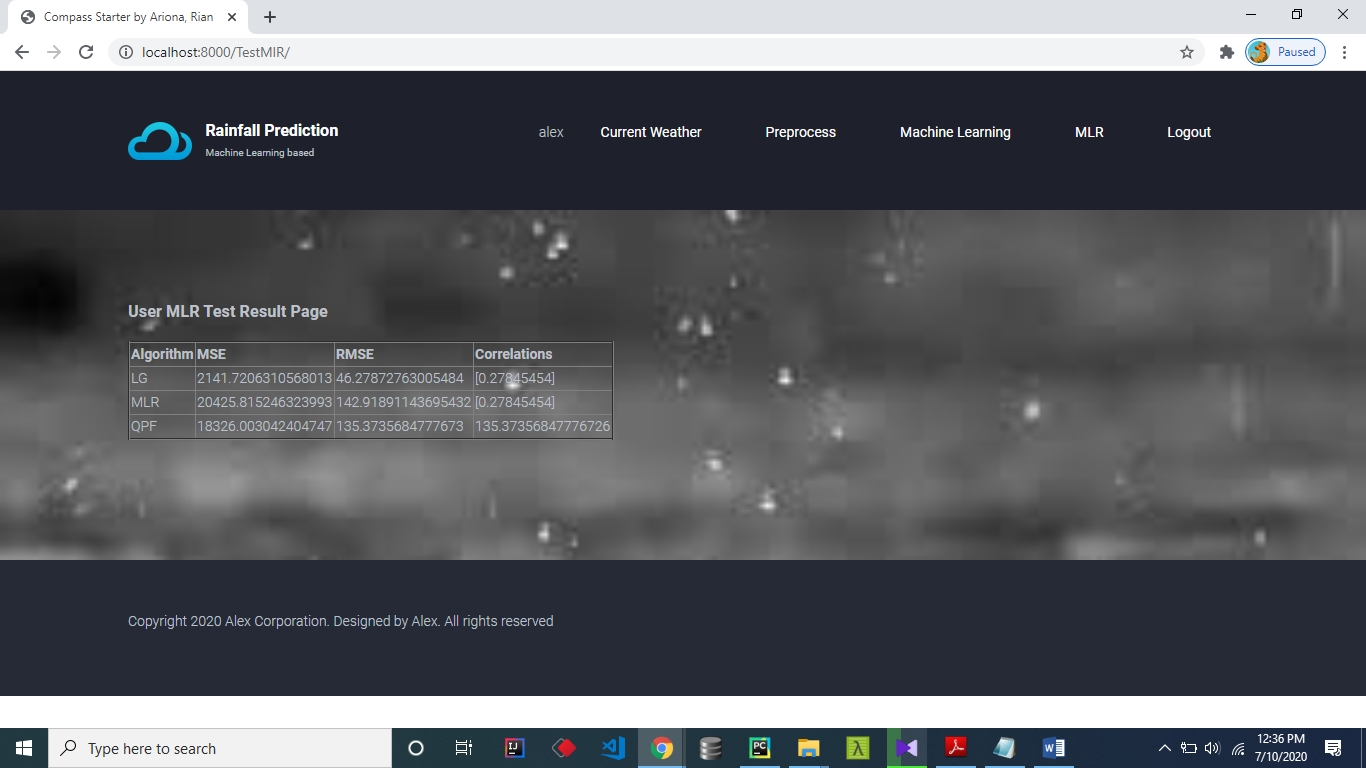 Compass Starter by Ariona, Rian
localhost:8000/TestMlR/
Paused
Rainfall Prediction
Machine Learning based
alex Current Weather Preprocess Machine Learning MLR Logout
User MLR Test Result Page
Algorithm MSE RMSE Correlations
LG 2141.7206310568013 46.27872763005484 [0.27845454]
MLR 20425.815246323993 142.91891143695432 [0.27845454]
QPF 18326.003042404747 135.3735684777673 135.37356847776726
Copyright 2020 Alex Corporation. Designed by Alex. All rights reserved
Type here to search
12:36 PM
7/10/2020